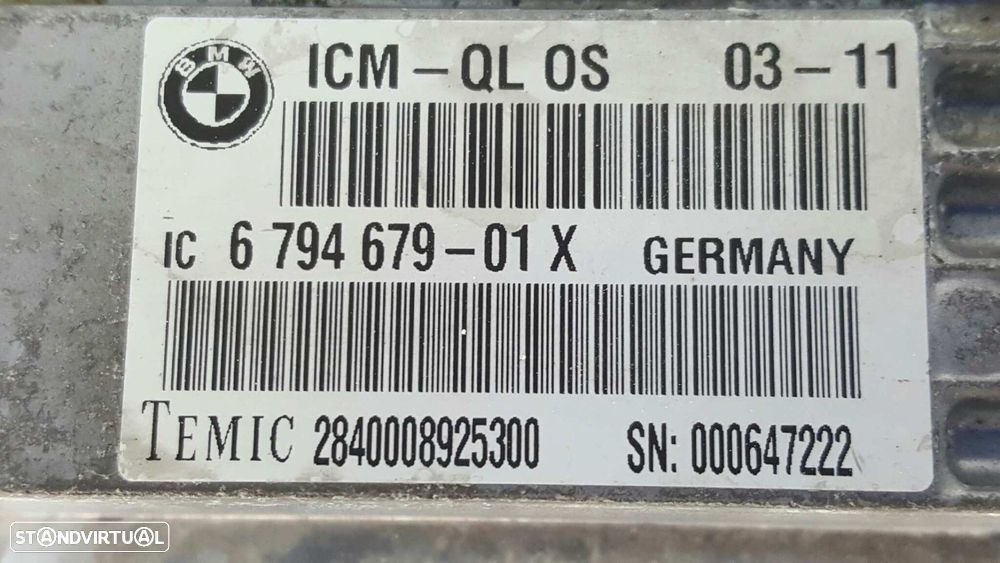 BMW
ICM – QL OS 03 – 11
IC 6 794 679 – 01 X GERMANY
TEMIC 2840008925300 SN: 000647222
STANDVIRTUAL